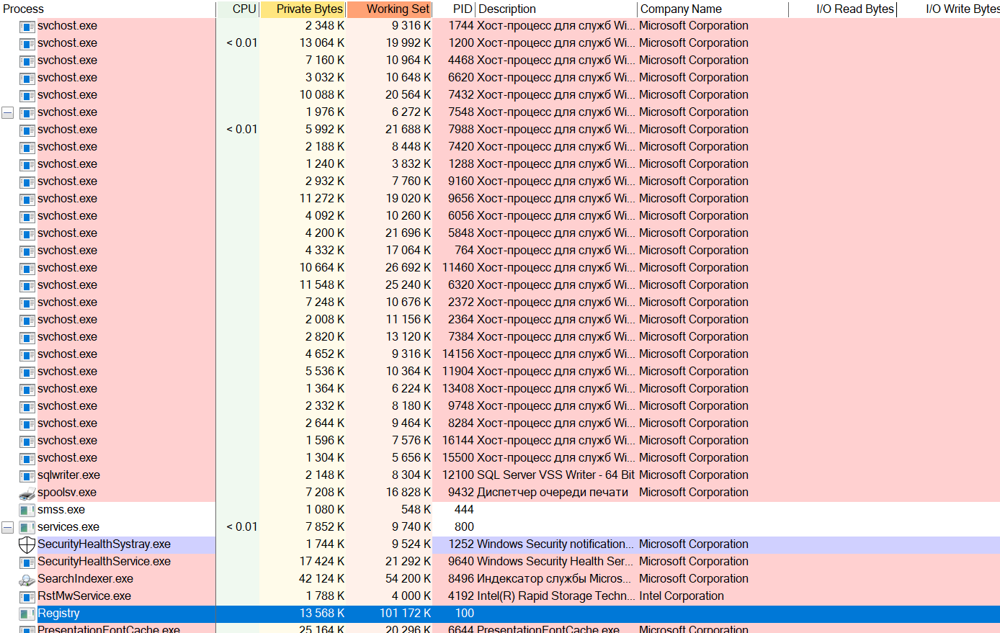 Process CPU Private Bytes Working Set PID Description Company Name I/O Read Bytes I/O Write Bytes
svchost.exe 2 348 K 9 316 K 1744 Хост-процесс для служб Wi... Microsoft Corporation
svchost.exe < 0.01 13 064 K 19 992 K 1200 Хост-процесс для служб Wi... Microsoft Corporation
svchost.exe 7 160 K 10 964 K 4468 Хост-процесс для служб Wi... Microsoft Corporation
svchost.exe 3 032 K 10 648 K 6620 Хост-процесс для служб Wi... Microsoft Corporation
svchost.exe 10 088 K 20 564 K 7432 Хост-процесс для служб Wi... Microsoft Corporation
svchost.exe 1 976 K 6 272 K 7548 Хост-процесс для служб Wi... Microsoft Corporation
svchost.exe < 0.01 5 992 K 21 688 K 7988 Хост-процесс для служб Wi... Microsoft Corporation
svchost.exe 2 188 K 8 448 K 7420 Хост-процесс для служб Wi... Microsoft Corporation
svchost.exe 1 240 K 3 832 K 1288 Хост-процесс для служб Wi... Microsoft Corporation
svchost.exe 2 932 K 7 760 K 9160 Хост-процесс для служб Wi... Microsoft Corporation
svchost.exe 11 272 K 19 020 K 9656 Хост-процесс для служб Wi... Microsoft Corporation
svchost.exe 4 092 K 10 260 K 6056 Хост-процесс для служб Wi... Microsoft Corporation
svchost.exe 4 200 K 21 696 K 5848 Хост-процесс для служб Wi... Microsoft Corporation
svchost.exe 4 332 K 17 064 K 764 Хост-процесс для служб Wi... Microsoft Corporation
svchost.exe 10 664 K 26 692 K 11460 Хост-процесс для служб Wi... Microsoft Corporation
svchost.exe 11 548 K 25 240 K 6320 Хост-процесс для служб Wi... Microsoft Corporation
svchost.exe 7 248 K 10 676 K 2372 Хост-процесс для служб Wi... Microsoft Corporation
svchost.exe 2 008 K 11 156 K 2364 Хост-процесс для служб Wi... Microsoft Corporation
svchost.exe 2 820 K 13 120 K 7384 Хост-процесс для служб Wi... Microsoft Corporation
svchost.exe 4 652 K 9 316 K 14156 Хост-процесс для служб Wi... Microsoft Corporation
svchost.exe 5 536 K 10 364 K 11904 Хост-процесс для служб Wi... Microsoft Corporation
svchost.exe 1 364 K 6 224 K 13408 Хост-процесс для служб Wi... Microsoft Corporation
svchost.exe 2 332 K 8 180 K 9748 Хост-процесс для служб Wi... Microsoft Corporation
svchost.exe 2 644 K 9 464 K 8284 Хост-процесс для служб Wi... Microsoft Corporation
svchost.exe 1 596 K 7 576 K 16144 Хост-процесс для служб Wi... Microsoft Corporation
svchost.exe 1 304 K 5 656 K 15500 Хост-процесс для служб Wi... Microsoft Corporation
sqlwriter.exe 2 148 K 8 304 K 12100 SQL Server VSS Writer - 64 Bit Microsoft Corporation
spoolsv.exe 7 208 K 16 828 K 9432 Диспетчер очереди печати Microsoft Corporation
smss.exe 1 080 K 548 K 444
services.exe < 0.01 7 852 K 9 740 K 800
SecurityHealthSystray.exe 1 744 K 9 524 K 1252 Windows Security notification... Microsoft Corporation
SecurityHealthService.exe 17 424 K 21 292 K 9640 Windows Security Health Ser... Microsoft Corporation
SearchIndexer.exe 42 124 K 54 200 K 8496 Индексатор службы Micros... Microsoft Corporation
RstMwService.exe 1 788 K 4 000 K 4192 Intel(R) Rapid Storage Techn... Intel Corporation
Registry 13 568 K 101 172 K 100
PresentationFontCache.exe 25 164 K 20 296 K 6644 PresentationFontCache.exe Microsoft Corporation